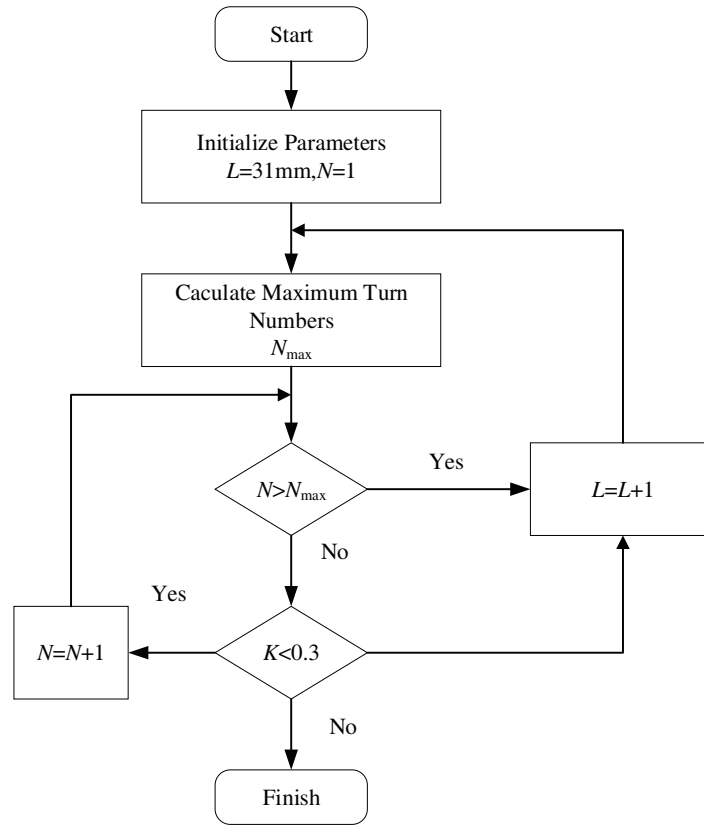 Start
Initialize Parameters
L=31mm,N=1
Caculate Maximum Turn
Numbers
Nmax
N>Nmax
Yes
L=L+1
No
Yes
N=N+1
K<0.3
No
Finish